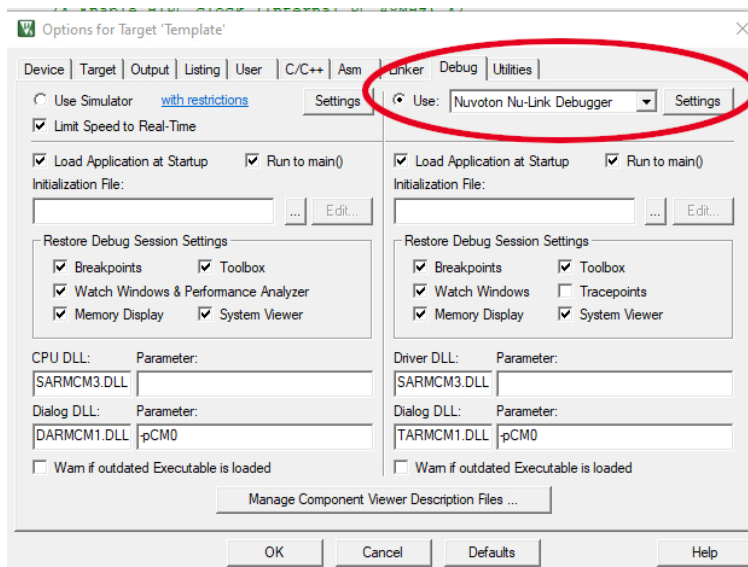 Options for Target 'Template'
Device Target Output Listing User C/C++ Asm Linker Debug Utilities
Use Simulator with restrictions Settings
Limit Speed to Real-Time
Load Application at Startup Run to main()
Initialization File:
... Edit...
Restore Debug Session Settings
Breakpoints Toolbox
Watch Windows & Performance Analyzer
Memory Display System Viewer
CPU DLL: Parameter:
SARMCM3.DLL
Dialog DLL: Parameter:
DARMCM1.DLL -pCM0
Warn if outdated Executable is loaded
Use: Nuvoton Nu-Link Debugger Settings
Load Application at Startup Run to main()
Initialization File:
... Edit...
Restore Debug Session Settings
Breakpoints Toolbox
Watch Windows Tracepoints
Memory Display System Viewer
Driver DLL: Parameter:
SARMCM3.DLL
Dialog DLL: Parameter:
TARMCM1.DLL -pCM0
Warn if outdated Executable is loaded
Manage Component Viewer Description Files ...
OK Cancel Defaults Help